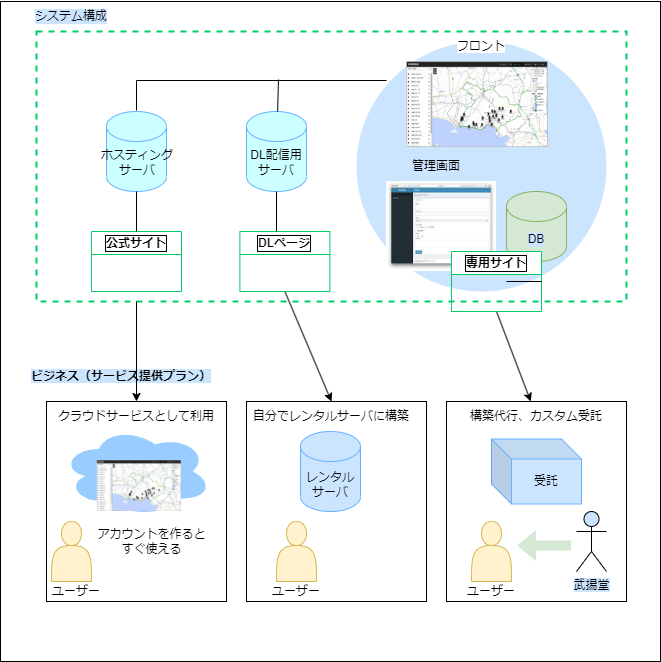 システム構成
フロント
ホスティング
サーバ
DL配信用
サーバ
管理画面
DB
公式サイト
DLページ
専用サイト
ビジネス（サービス提供プラン）
クラウドサービスとして利用
自分でレンタルサーバに構築
構築代行、カスタム受託
レンタル
サーバ
受託
アカウントを作ると
すぐ使える
ユーザー
ユーザー
ユーザー
武揚堂